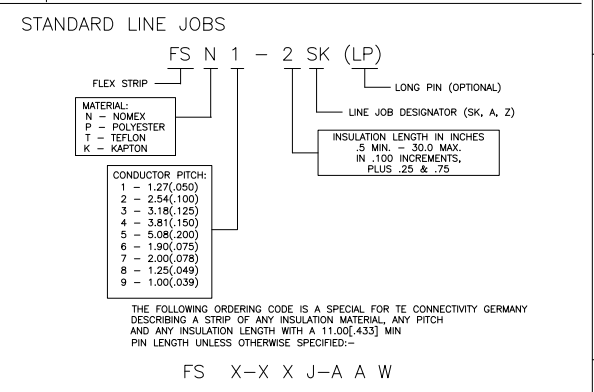 STANDARD LINE JOBS
FS N 1 - 2 SK (LP)
FLEX STRIP
LONG PIN (OPTIONAL)
MATERIAL:
N - NOMEX
P - POLYESTER
T - TEFLON
K - KAPTON
LINE JOB DESIGNATOR (SK, A, Z)
INSULATION LENGTH IN INCHES
.5 MIN. - 30.0 MAX.
IN .100 INCREMENTS,
PLUS .25 & .75
CONDUCTOR PITCH:
1 - 1.27(.050)
2 - 2.54(.100)
3 - 3.18(.125)
4 - 3.81(.150)
5 - 5.08(.200)
6 - 1.90(.075)
7 - 2.00(.078)
8 - 1.25(.049)
9 - 1.00(.039)
THE FOLLOWING ORDERING CODE IS A SPECIAL FOR TE CONNECTIVITY GERMANY
DESCRIBING A STRIP OF ANY INSULATION MATERIAL, ANY PITCH
AND ANY INSULATION LENGTH WITH A 11.00[.433] MIN
PIN LENGTH UNLESS OTHERWISE SPECIFIED:-
FS X-X X J-A A W